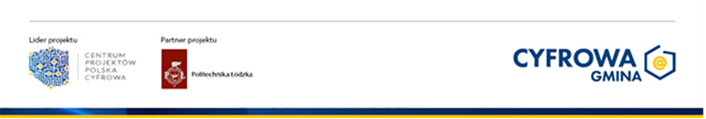 Lider projektu
CENTRUM
PROJEKTÓW
POLSKA
CYFROWA
Partner projektu
Politechnika Łódzka
CYFROWA
GMINA
@